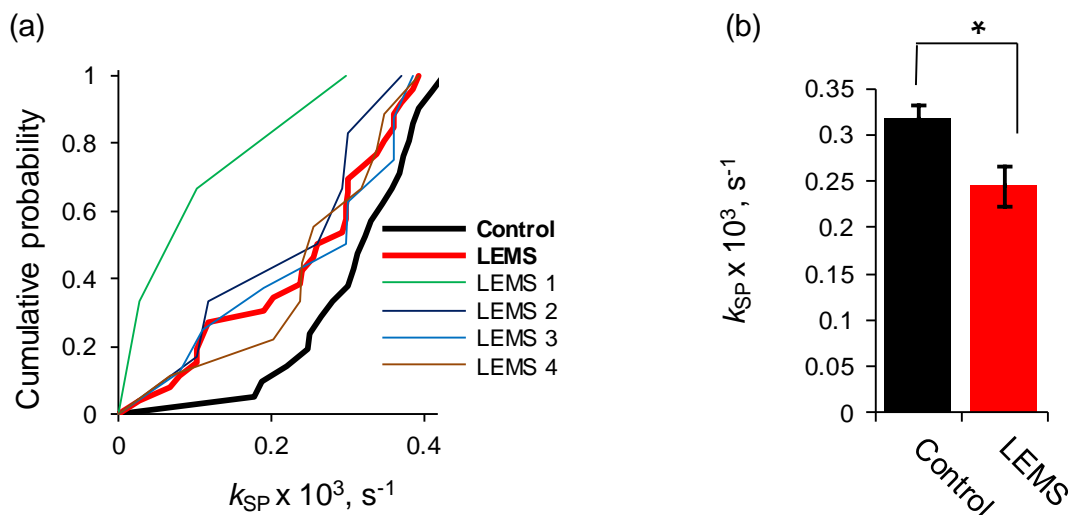 (a)
Cumulative probability
1
0.8
0.6
0.4
0.2
0
0
0.2
0.4
k_SP x 10³, s⁻¹
Control
LEMS
LEMS 1
LEMS 2
LEMS 3
LEMS 4
(b)
*
k_SP x 10³, s⁻¹
0.35
0.3
0.25
0.2
0.15
0.1
0.05
0
Control
LEMS